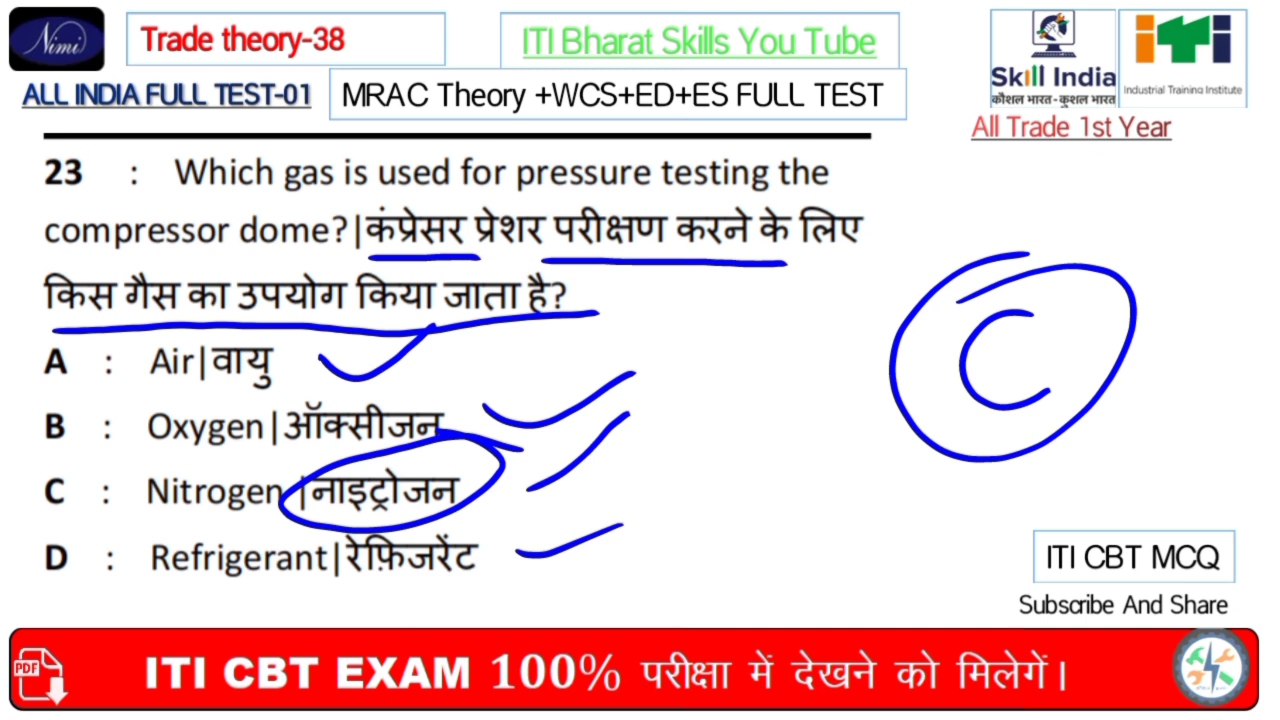 Nimi
Trade theory-38
ITI Bharat Skills You Tube
ALL INDIA FULL TEST-01
MRAC Theory +WCS+ED+ES FULL TEST
Skill India
कौशल भारत-कुशल भारत
Industrial Training Institute
All Trade 1st Year
23 : Which gas is used for pressure testing the
compressor dome?|कंप्रेसर प्रेशर परीक्षण करने के लिए
किस गैस का उपयोग किया जाता है?
A : Air|वायु
B : Oxygen|ऑक्सीजन
C : Nitrogen |नाइट्रोजन
D : Refrigerant|रेफ़िजरेंट
C
ITI CBT MCQ
Subscribe And Share
PDF
ITI CBT EXAM 100% परीक्षा में देखने को मिलेगें।